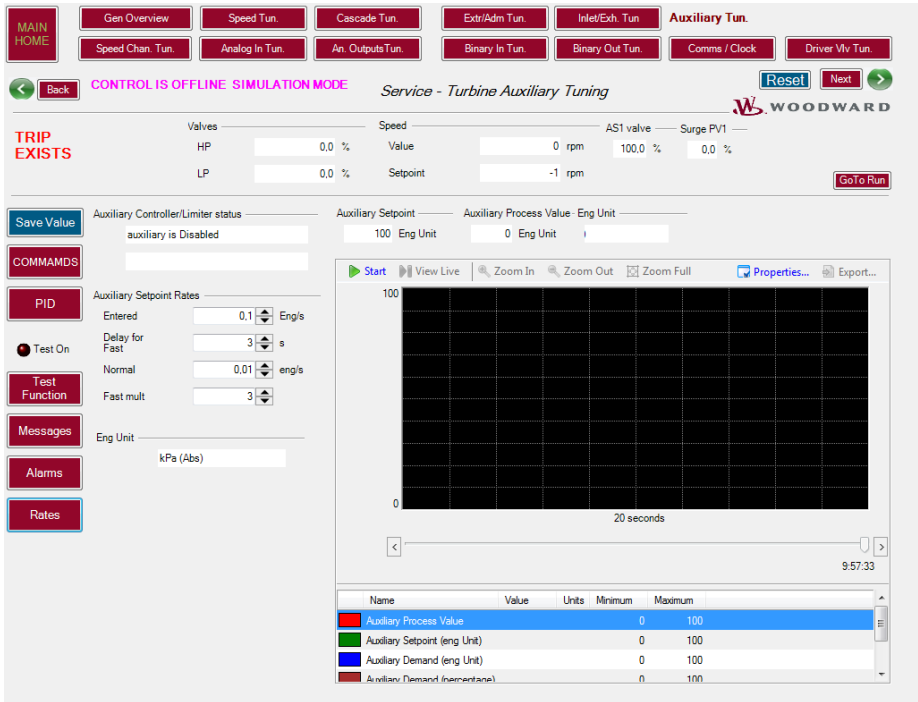 MAIN HOME
Gen Overview
Speed Tun.
Cascade Tun.
Extr/Adm Tun.
Inlet/Exh. Tun
Auxiliary Tun.
Speed Chan. Tun.
Analog In Tun.
An. OutputsTun.
Binary In Tun.
Binary Out Tun.
Comms / Clock
Driver Vlv Tun.
Back
CONTROL IS OFFLINE SIMULATION MODE
Service - Turbine Auxiliary Tuning
Reset
Next
WOODWARD
TRIP
EXISTS
Valves
HP 0,0 %
LP 0,0 %
Speed
Value 0 rpm
Setpoint -1 rpm
AS1 valve
100,0 %
Surge PV1
0,0 %
GoTo Run
Save Value
COMMAMDS
PID
Test On
Test Function
Messages
Alarms
Rates
Auxiliary Controller/Limiter status
auxiliary is Disabled
Auxiliary Setpoint Rates
Entered 0,1 Eng/s
Delay for Fast 3 s
Normal 0,01 eng/s
Fast mult 3
Eng Unit
kPa (Abs)
Auxiliary Setpoint
100 Eng Unit
Auxiliary Process Value
0 Eng Unit
Eng Unit
Start View Live Zoom In Zoom Out Zoom Full Properties... Export...
100
0
20 seconds
9:57:33
Name Value Units Minimum Maximum
Auxiliary Process Value 0 100
Auxiliary Setpoint (eng Unit) 0 100
Auxiliary Demand (eng Unit) 0 100
Auxiliary Demand (percentage) 0 100